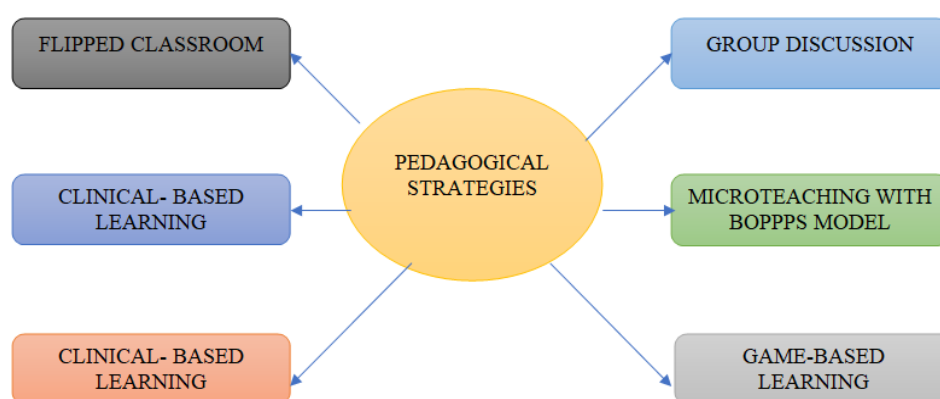 FLIPPED CLASSROOM
GROUP DISCUSSION
PEDAGOGICAL
STRATEGIES
CLINICAL- BASED
LEARNING
MICROTEACHING WITH
BOPPPS MODEL
CLINICAL- BASED
LEARNING
GAME-BASED
LEARNING